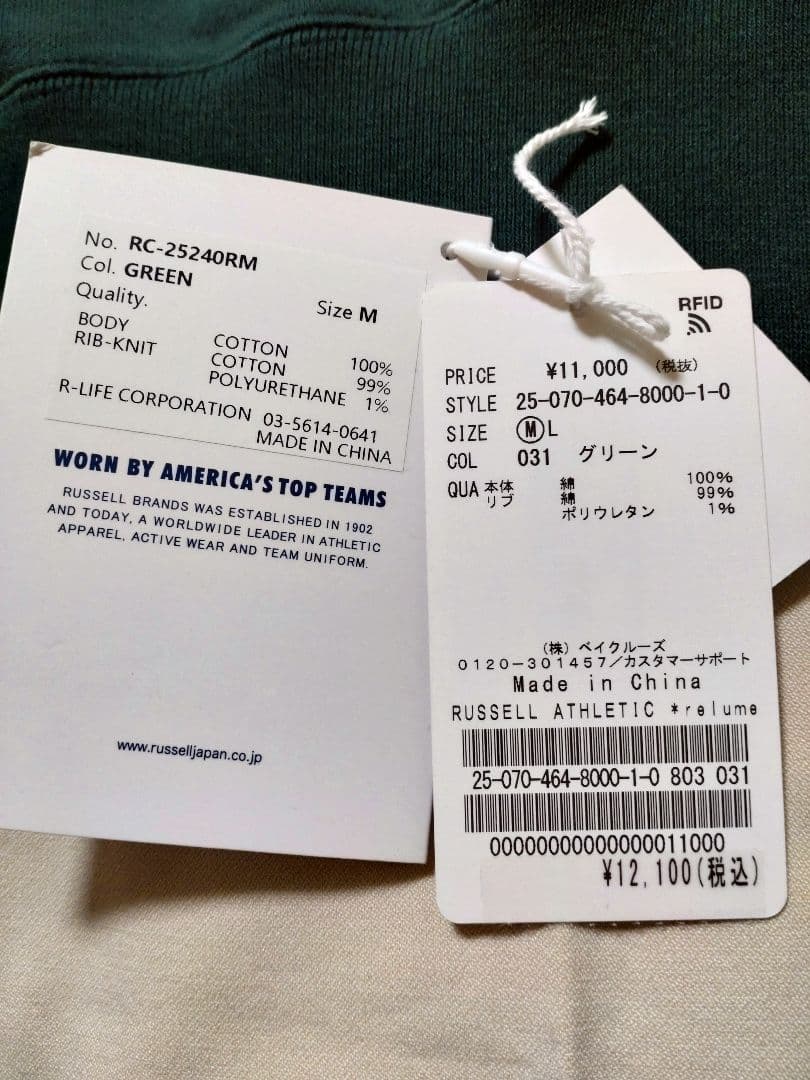 No. RC-25240RM
Col. GREEN
Quality. Size M
BODY COTTON 100%
RIB-KNIT COTTON 99%
POLYURETHANE 1%
R-LIFE CORPORATION 03-5614-0641
MADE IN CHINA
WORN BY AMERICA'S TOP TEAMS
RUSSELL BRANDS WAS ESTABLISHED IN 1902
AND TODAY, A WORLDWIDE LEADER IN ATHLETIC
APPAREL, ACTIVE WEAR AND TEAM UNIFORM.
www.russelljapan.co.jp
RFID
PRICE ¥11,000 (税抜)
STYLE 25-070-464-8000-1-0
SIZE Ⓜ L
COL 031 グリーン
QUA 本体 綿 100%
リブ 綿 99%
ポリウレタン 1%
(株) ベイクルーズ
0120-301457/カスタマーサポート
Made in China
RUSSELL ATHLETIC *relume
25-070-464-8000-1-0 803 031
00000000000000011000
¥12,100(税込)